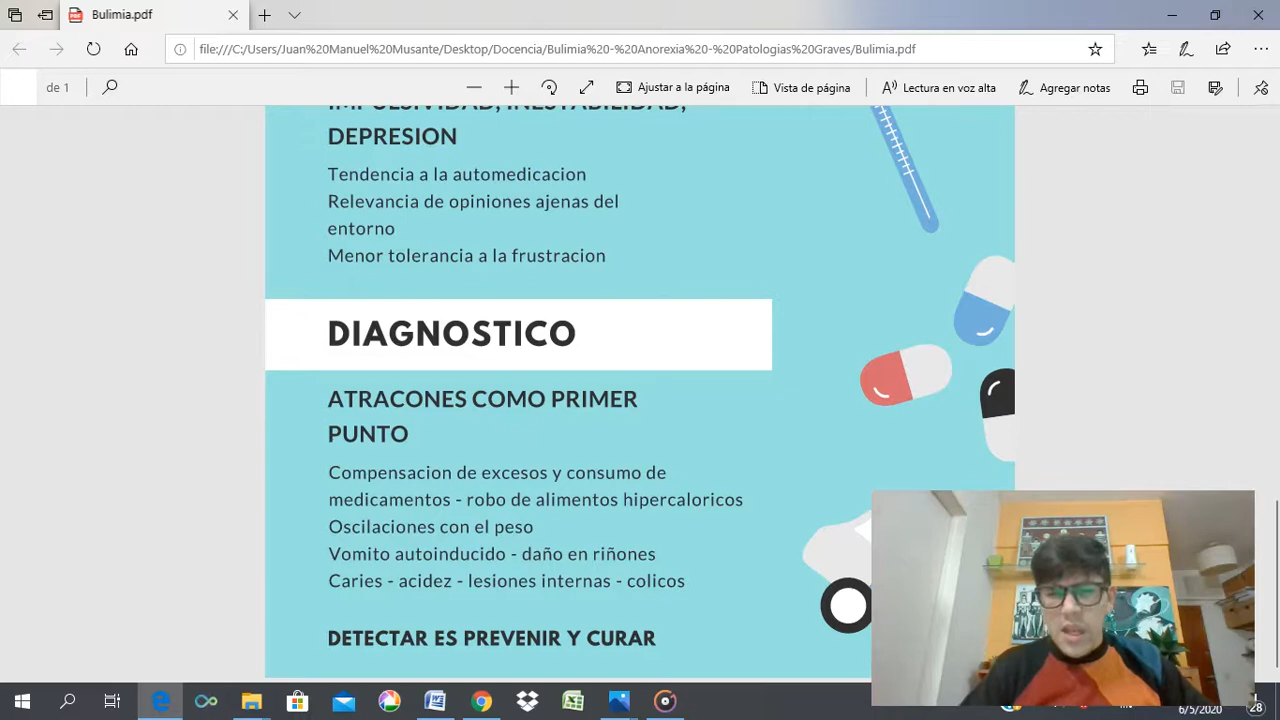 Bulimia.pdf
file:///C:/Users/Juan%20Manuel%20Musante/Desktop/Docencia/Bulimia%20-%20Anorexia%20-%20Patologias%20Graves/Bulimia.pdf
de 1
Ajustar a la página
Vista de página
Lectura en voz alta
Agregar notas
IMPULSIVIDAD, INESTABILIDAD,
DEPRESION
Tendencia a la automedicacion
Relevancia de opiniones ajenas del
entorno
Menor tolerancia a la frustracion
DIAGNOSTICO
ATRACONES COMO PRIMER
PUNTO
Compensacion de excesos y consumo de
medicamentos - robo de alimentos hipercaloricos
Oscilaciones con el peso
Vomito autoinducido - daño en riñones
Caries - acidez - lesiones internas - colicos
DETECTAR ES PREVENIR Y CURAR
6/5/2020
28